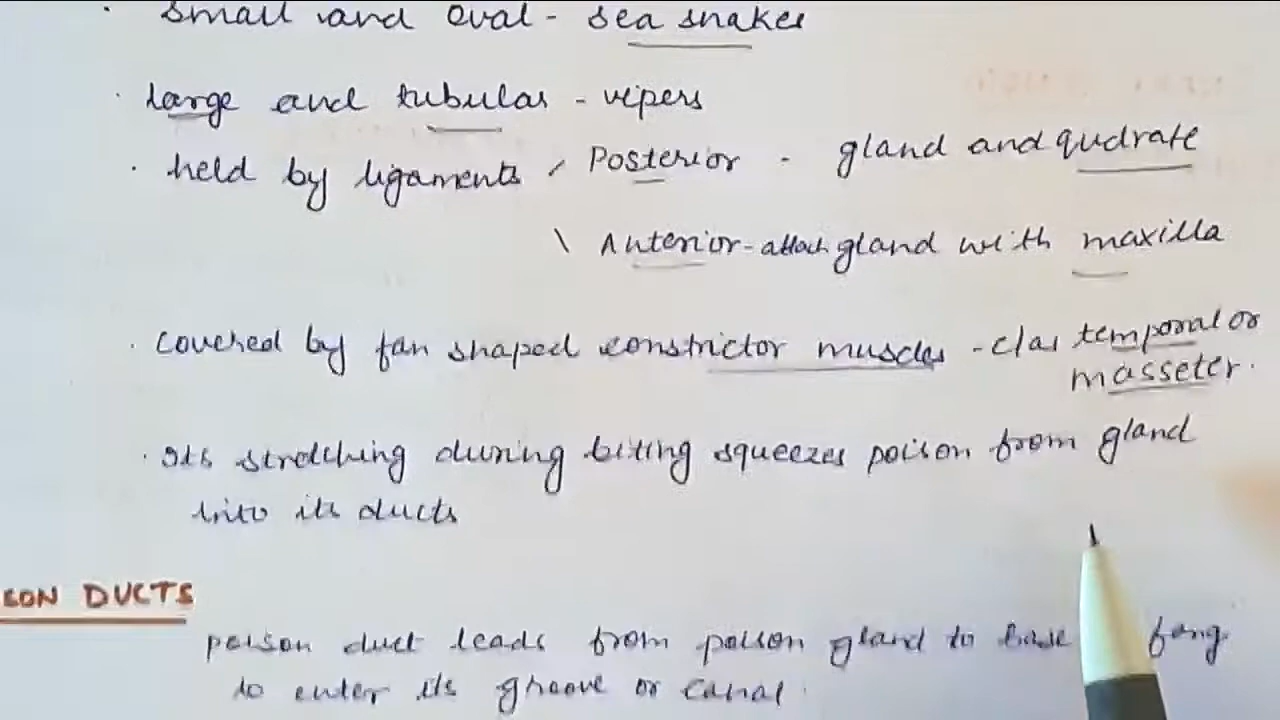 · small and oval - sea snakes
· large and tubular - vipers
· held by ligaments / Posterior - gland and qudrate
\ Anterior - attach gland with maxilla
· covered by fan shaped constrictor muscles - temporal or
masseter.
· Its stretching during biting squeezes poison from gland
into its ducts
SON DUCTS
poison duct leads from poison gland to base fang
to enter its groove or canal.